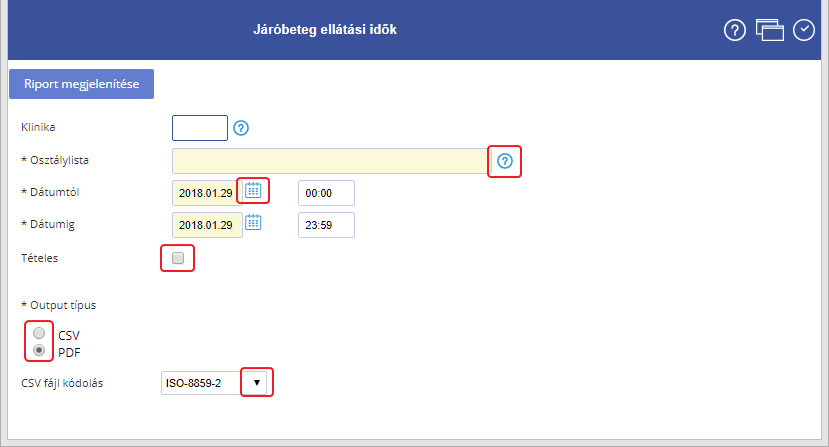 Járóbeteg ellátási idők
Riport megjelenítése
Klinika
* Osztálylista
* Dátumtól 2018.01.29 00:00
* Dátumig 2018.01.29 23:59
Tételes
* Output típus
CSV
PDF
CSV fájl kódolás ISO-8859-2